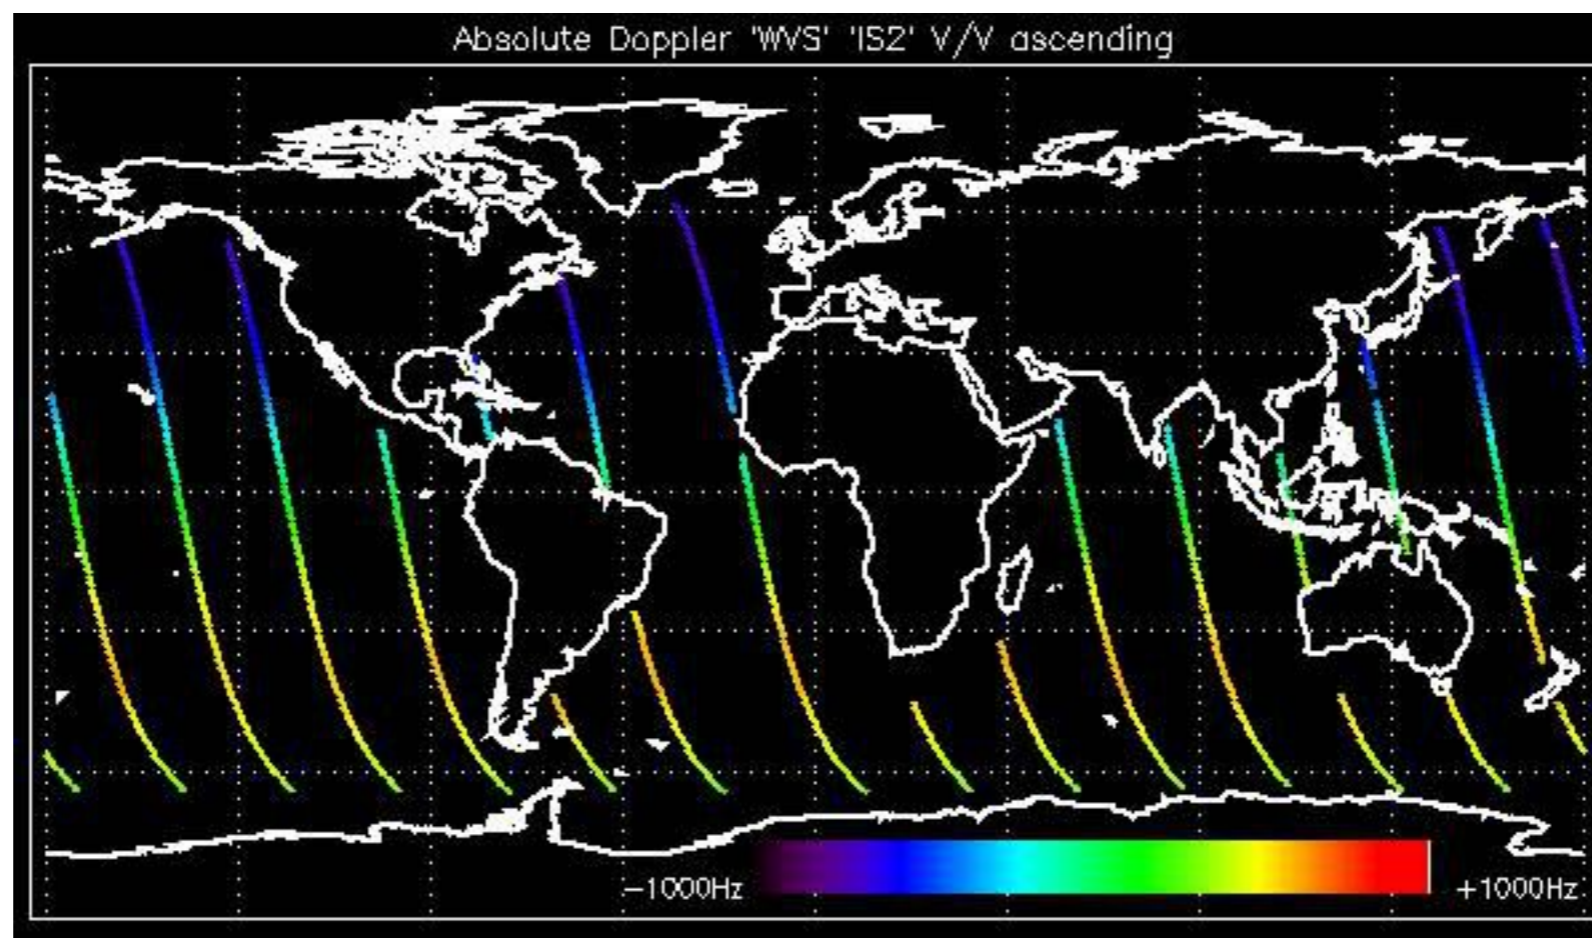 Absolute Doppler 'WVS' 'IS2' V/V ascending
-1000Hz +1000Hz